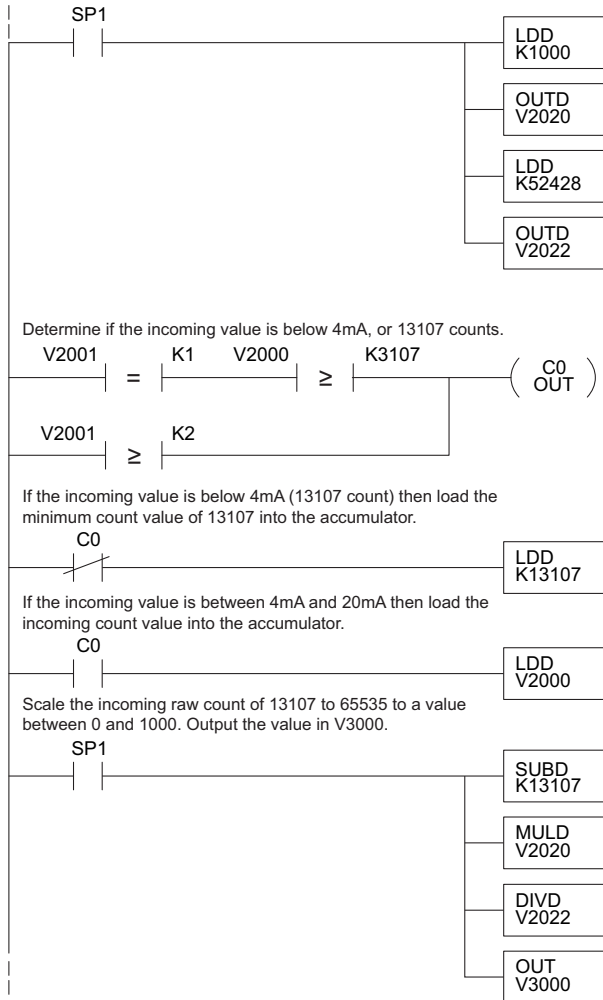 SP1
LDD
K1000
OUTD
V2020
LDD
K52428
OUTD
V2022
Determine if the incoming value is below 4mA, or 13107 counts.
V2001 = K1 V2000 ≥ K3107
C0
OUT
V2001 ≥ K2
If the incoming value is below 4mA (13107 count) then load the
minimum count value of 13107 into the accumulator.
C0
LDD
K13107
If the incoming value is between 4mA and 20mA then load the
incoming count value into the accumulator.
C0
LDD
V2000
Scale the incoming raw count of 13107 to 65535 to a value
between 0 and 1000. Output the value in V3000.
SP1
SUBD
K13107
MULD
V2020
DIVD
V2022
OUT
V3000